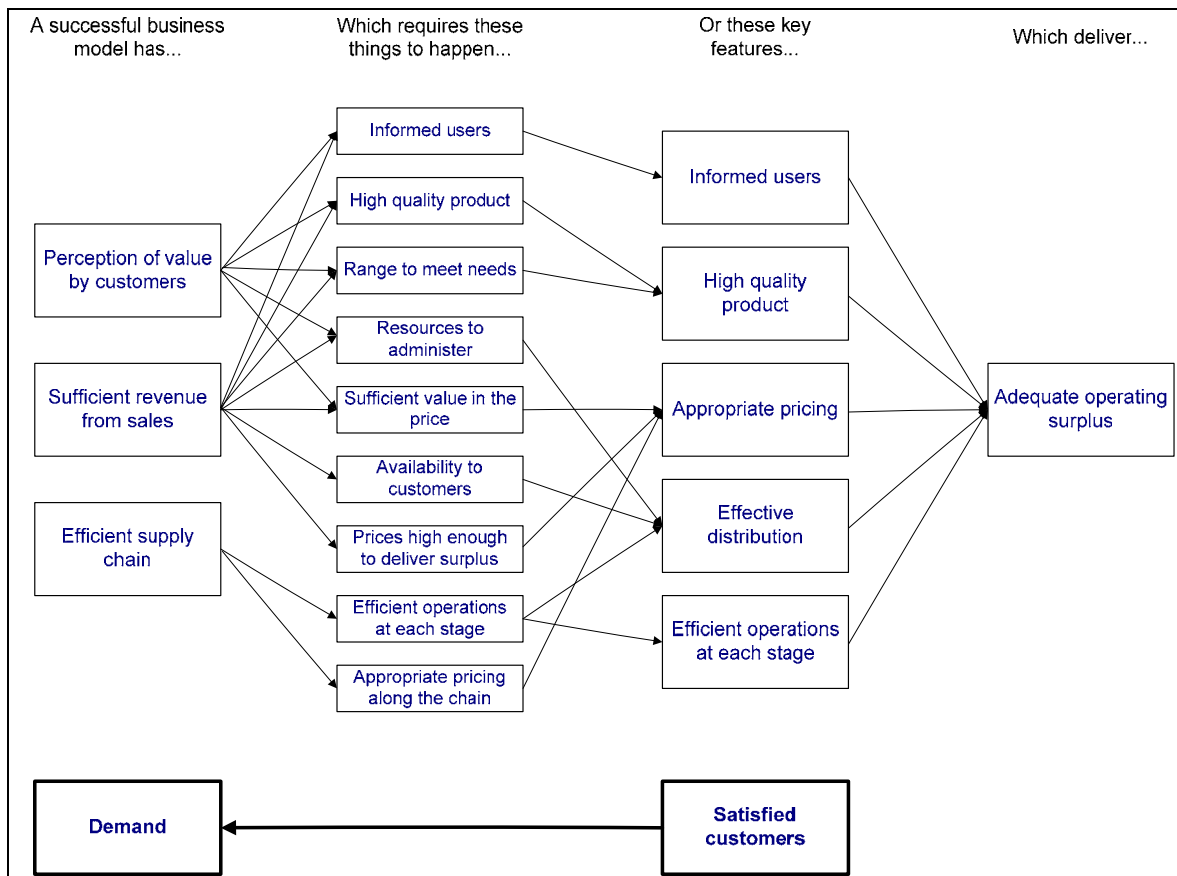 A successful business
model has...
Which requires these
things to happen...
Or these key
features...
Which deliver...
Perception of value
by customers
Sufficient revenue
from sales
Efficient supply
chain
Informed users
High quality product
Range to meet needs
Resources to
administer
Sufficient value in the
price
Availability to
customers
Prices high enough
to deliver surplus
Efficient operations
at each stage
Appropriate pricing
along the chain
Informed users
High quality
product
Appropriate pricing
Effective
distribution
Efficient operations
at each stage
Adequate operating
surplus
Demand
Satisfied
customers